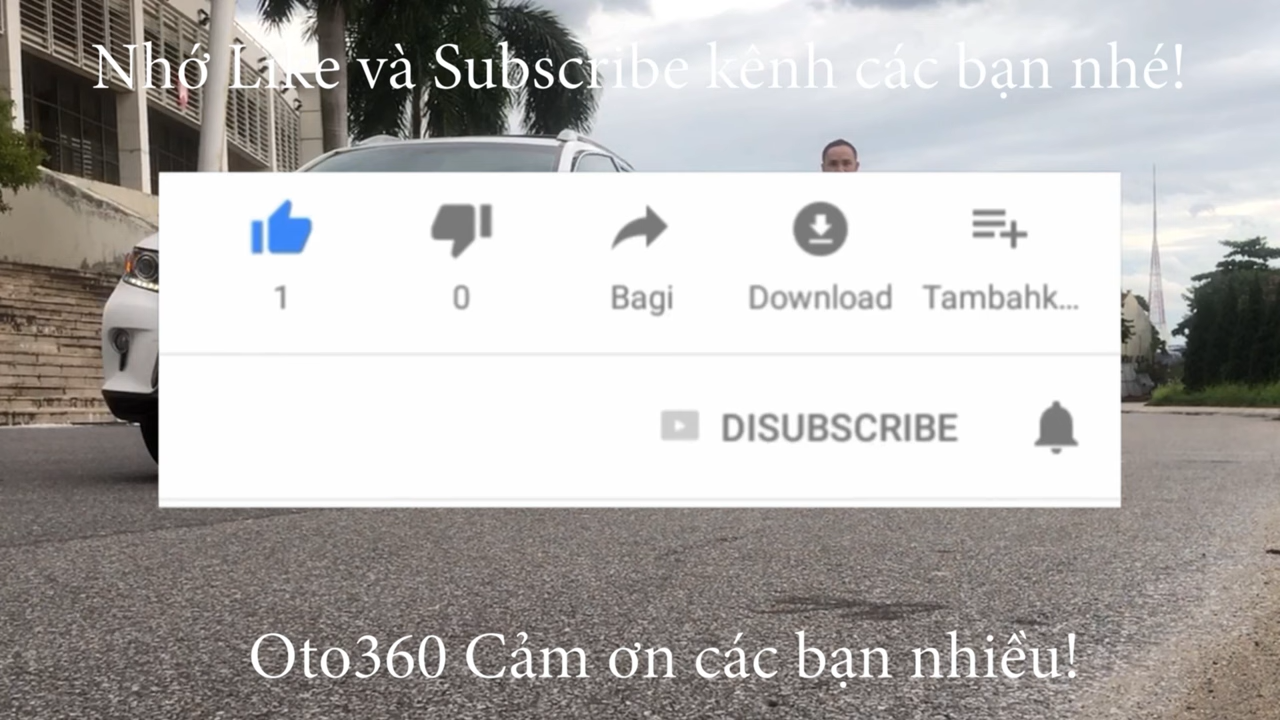 Nhớ Like và Subscribe kênh các bạn nhé!
1 0 Bagi Download Tambahk...
DISUBSCRIBE
Oto360 Cảm ơn các bạn nhiều!